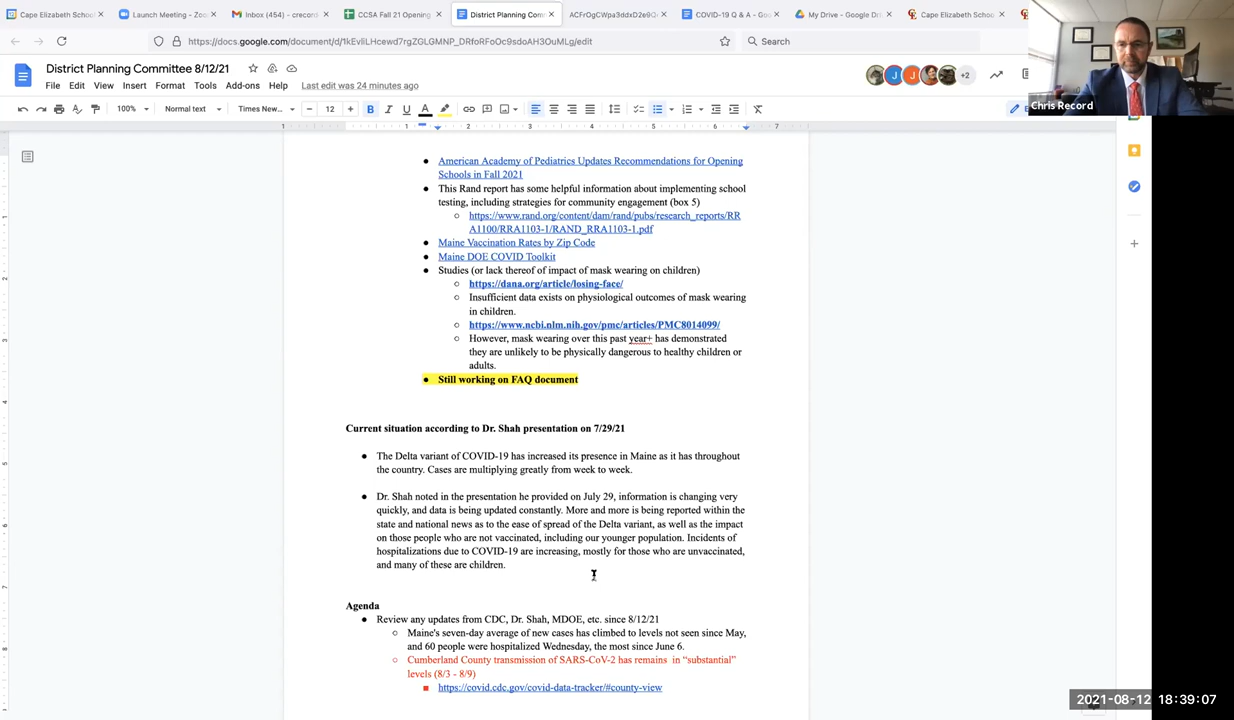 Cape Elizabeth School:
Launch Meeting - Zoo
Inbox (454) - crecord
CCSA Fall 21 Opening
District Planning Comm
ACFrOgCWpa3ddxD2e9O
COVID-19 Q & A - Goo
My Drive - Google Dri
Cape Elizabeth Schoo
https://docs.google.com/document/d/1kEvliLHcewd7rgZGLGMNP_DRfoRFoOc9sdoAH3OuMLg/edit
Search
District Planning Committee 8/12/21
File Edit View Insert Format Tools Add-ons Help Last edit was 24 minutes ago
J J +2
100% Normal text Times New... 12 B I U A
Chris Record
1 1 2 3 4 5 6 7
American Academy of Pediatrics Updates Recommendations for Opening
Schools in Fall 2021
This Rand report has some helpful information about implementing school
testing, including strategies for community engagement (box 5)
https://www.rand.org/content/dam/rand/pubs/research_reports/RR
A1100/RRA1103-1/RAND_RRA1103-1.pdf
Maine Vaccination Rates by Zip Code
Maine DOE COVID Toolkit
Studies (or lack thereof of impact of mask wearing on children)
https://dana.org/article/losing-face/
Insufficient data exists on physiological outcomes of mask wearing
in children.
https://www.ncbi.nlm.nih.gov/pmc/articles/PMC8014099/
However, mask wearing over this past year+ has demonstrated
they are unlikely to be physically dangerous to healthy children or
adults.
Still working on FAQ document
Current situation according to Dr. Shah presentation on 7/29/21
The Delta variant of COVID-19 has increased its presence in Maine as it has throughout
the country. Cases are multiplying greatly from week to week.
Dr. Shah noted in the presentation he provided on July 29, information is changing very
quickly, and data is being updated constantly. More and more is being reported within the
state and national news as to the ease of spread of the Delta variant, as well as the impact
on those people who are not vaccinated, including our younger population. Incidents of
hospitalizations due to COVID-19 are increasing, mostly for those who are unvaccinated,
and many of these are children.
Agenda
Review any updates from CDC, Dr. Shah, MDOE, etc. since 8/12/21
Maine's seven-day average of new cases has climbed to levels not seen since May,
and 60 people were hospitalized Wednesday, the most since June 6.
Cumberland County transmission of SARS-CoV-2 has remains in “substantial”
levels (8/3 - 8/9)
https://covid.cdc.gov/covid-data-tracker/#county-view
2021-08-12 18:39:07